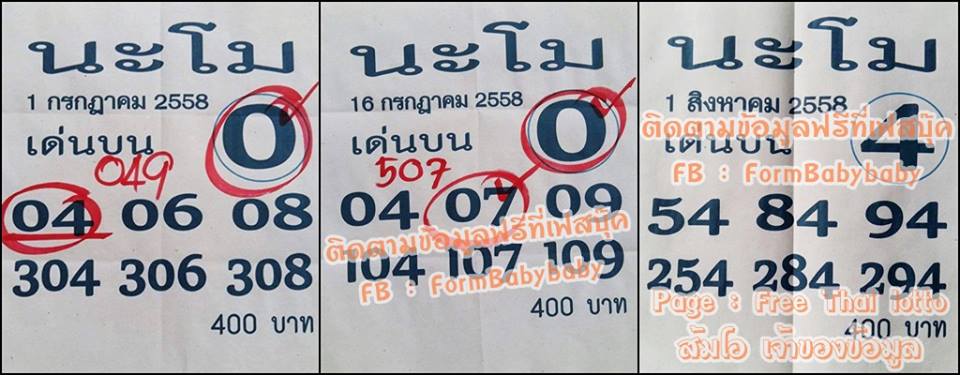 นะโม
1 กรกฎาคม 2558
เด่นบน
0
049
04 06 08
304 306 308
400 บาท
นะโม
16 กรกฎาคม 2558
เด่นบน
0
507
04 07 09
ติดตามข้อมูลฟรีที่เฟสบุ๊ค
104 107 109
FB : FormBabybaby
400 บาท
นะโม
1 สิงหาคม 2558
ติดตามข้อมูลฟรีที่เฟสบุ๊ค
เด่นบน
4
FB : FormBabybaby
54 84 94
254 284 294
Page : Free Thai lotto
400 บาท
ส้มโอ เจ้าของข้อมูล